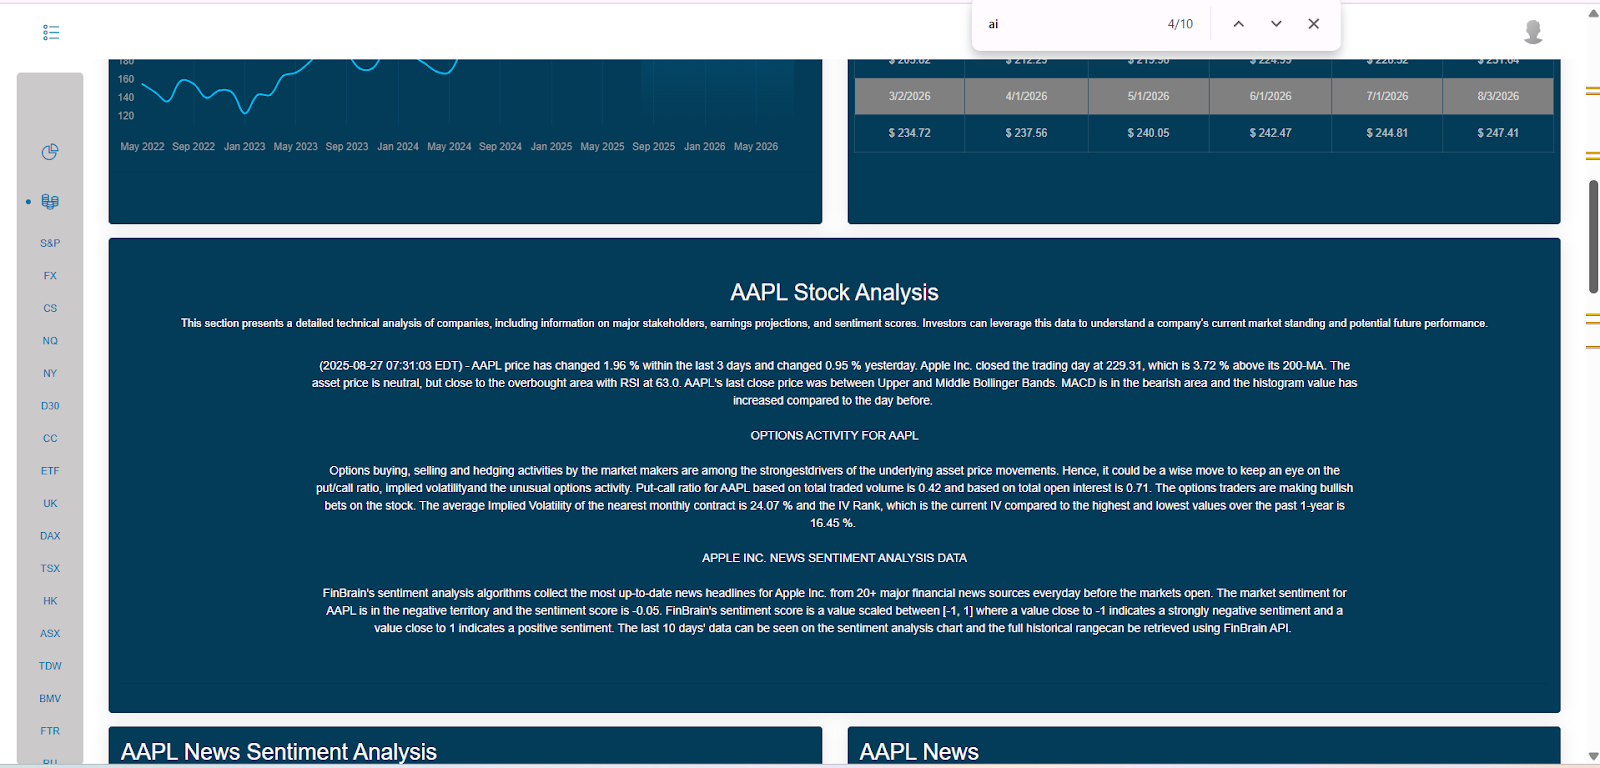 ai
4/10
180
160
140
120
May 2022 Sep 2022 Jan 2023 May 2023 Sep 2023 Jan 2024 May 2024 Sep 2024 Jan 2025 May 2025 Sep 2025 Jan 2026 May 2026
$ 205.62 $ 212.25 $ 219.96 $ 224.95 $ 228.52 $ 231.64
3/2/2026 4/1/2026 5/1/2026 6/1/2026 7/1/2026 8/3/2026
$ 234.72 $ 237.56 $ 240.05 $ 242.47 $ 244.81 $ 247.41
S&P
FX
CS
NQ
NY
D30
CC
ETF
UK
DAX
TSX
HK
ASX
TDW
BMV
FTR
AAPL Stock Analysis
This section presents a detailed technical analysis of companies, including information on major stakeholders, earnings projections, and sentiment scores. Investors can leverage this data to understand a company's current market standing and potential future performance.
(2025-08-27 07:31:03 EDT) - AAPL price has changed 1.96 % within the last 3 days and changed 0.95 % yesterday. Apple Inc. closed the trading day at 229.31, which is 3.72 % above its 200-MA. The
asset price is neutral, but close to the overbought area with RSI at 63.0. AAPL's last close price was between Upper and Middle Bollinger Bands. MACD is in the bearish area and the histogram value has
increased compared to the day before.
OPTIONS ACTIVITY FOR AAPL
Options buying, selling and hedging activities by the market makers are among the strongestdrivers of the underlying asset price movements. Hence, it could be a wise move to keep an eye on the
put/call ratio, implied volatilityand the unusual options activity. Put-call ratio for AAPL based on total traded volume is 0.42 and based on total open interest is 0.71. The options traders are making bullish
bets on the stock. The average Implied Volatility of the nearest monthly contract is 24.07 % and the IV Rank, which is the current IV compared to the highest and lowest values over the past 1-year is
16.45 %.
APPLE INC. NEWS SENTIMENT ANALYSIS DATA
FinBrain's sentiment analysis algorithms collect the most up-to-date news headlines for Apple Inc. from 20+ major financial news sources everyday before the markets open. The market sentiment for
AAPL is in the negative territory and the sentiment score is -0.05. FinBrain's sentiment score is a value scaled between [-1, 1] where a value close to -1 indicates a strongly negative sentiment and a
value close to 1 indicates a positive sentiment. The last 10 days' data can be seen on the sentiment analysis chart and the full historical rangecan be retrieved using FinBrain API.
AAPL News Sentiment Analysis
AAPL News